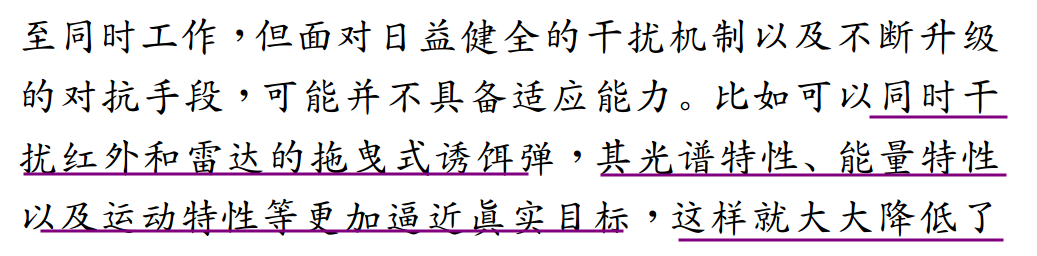 至同时工作，但面对日益健全的干扰机制以及不断升级
的对抗手段，可能并不具备适应能力。比如可以同时干
扰红外和雷达的拖曳式诱饵弹，其光谱特性、能量特性
以及运动特性等更加逼近真实目标，这样就大大降低了